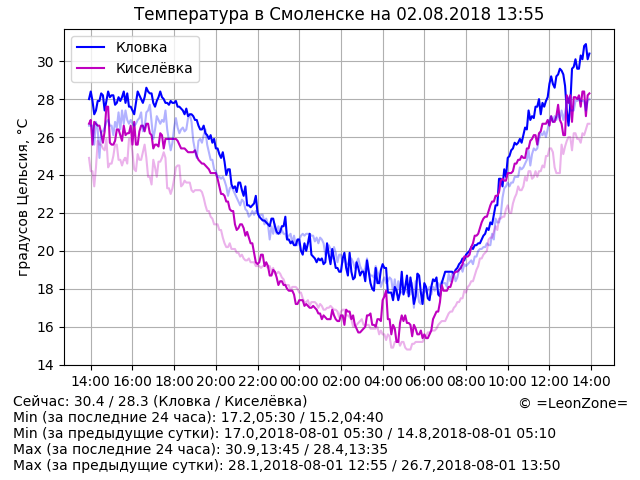 Температура в Смоленске на 02.08.2018 13:55
Кловка
Киселёвка
градусов Цельсия, °C
30
28
26
24
22
20
18
16
14
14:00 16:00 18:00 20:00 22:00 00:00 02:00 04:00 06:00 08:00 10:00 12:00 14:00
Сейчас: 30.4 / 28.3 (Кловка / Киселёвка)
© =LeonZone=
Min (за последние 24 часа): 17.2,05:30 / 15.2,04:40
Min (за предыдущие сутки): 17.0,2018-08-01 05:30 / 14.8,2018-08-01 05:10
Max (за последние 24 часа): 30.9,13:45 / 28.4,13:35
Max (за предыдущие сутки): 28.1,2018-08-01 12:55 / 26.7,2018-08-01 13:50